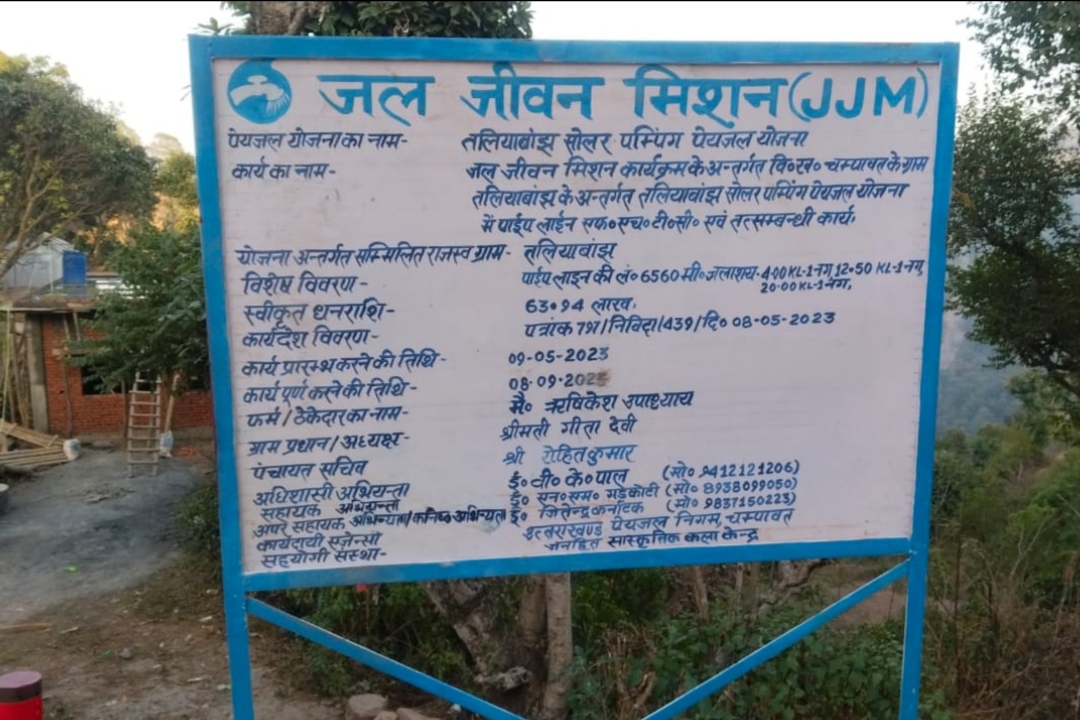 जल जीवन मिशन (JJM)
पेयजल योजना का नाम- तलियाबांझ सोलर पम्पिंग पेयजल योजना
कार्य का नाम- जल जीवन मिशन कार्यक्रम के अन्तर्गत वि०ख० चम्पावत के ग्राम
तलियाबांझ के अन्तर्गत तलियाबांझ सोलर पम्पिंग पेयजल योजना
में पाईप लाईन एफ०एच०टी०सी० एवं तत्सम्बन्धी कार्य.
योजना अन्तर्गत सम्मिलित राजस्व ग्राम- तलियाबांझ
विशेष विवरण- पाईप लाइन की लं० 6560 मी० जलाशय-4.00 KL-1-नग, 12.50 KL-1-नग,
20.00 KL-1-नग,
स्वीकृत धनराशि- 63.94 लाख.
कार्यदेश विवरण- पत्रांक 797/निविदा/439/दि० 08-05-2023
कार्य प्रारम्भ करने की तिथि- 09-05-2023
कार्य पूर्ण करने की तिथि- 08-09-2023
फर्म/ठेकेदार का नाम- मै० ऋषिकेश उपाध्याय
ग्राम प्रधान/अध्यक्ष- श्रीमती गीता देवी
पंचायत सचिव श्री रोहित कुमार
अधिशासी अभियन्ता ई० वी० के० पाल (मो० 9412121206)
सहायक अभियन्ता ई० एन०एम० गड़कोटी (मो० 8938099050)
अपर सहायक अभियन्ता/कनिष्ठ अभियन्ता ई० जितेन्द्र कर्नाटक (मो० 9837150223)
कार्यदायी एजेन्सी उत्तराखण्ड पेयजल निगम, चम्पावत
सहयोगी संस्था- जनहित सांस्कृतिक कला केन्द्र